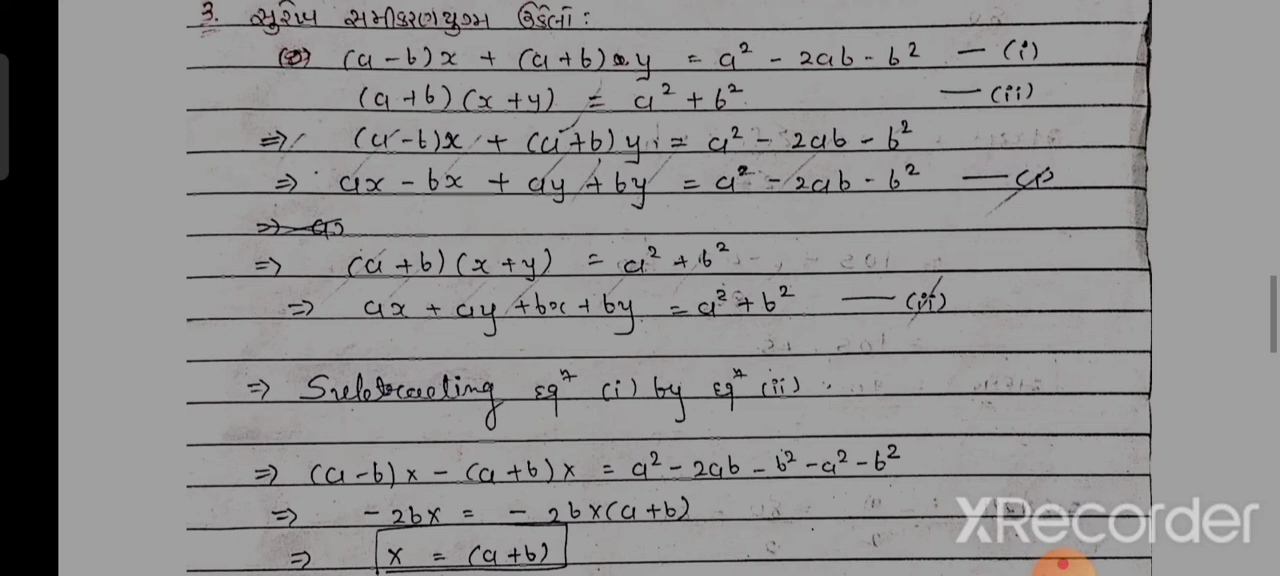 3. સુરેખ સમીકરણયુગ્મ ઉકેલો :
(a - b) x + (a + b) y = a² - 2ab - b² — (i)
(a + b) (x + y) = a² + b² — (ii)
⇒ (a - b)x + (a + b) y = a² - 2ab - b²
⇒ ax - bx + ay + by = a² - 2ab - b² — (i)
⇒ (a + b) (x + y) = a² + b²
⇒ ax + ay + bx + by = a² + b² — (ii)
⇒ Subtracting eqⁿ (i) by eqⁿ (ii) .
⇒ (a - b) x - (a + b) x = a² - 2ab - b² - a² - b²
⇒ - 2bx = - 2b x (a + b)
⇒ x = (a + b)
XRecorder